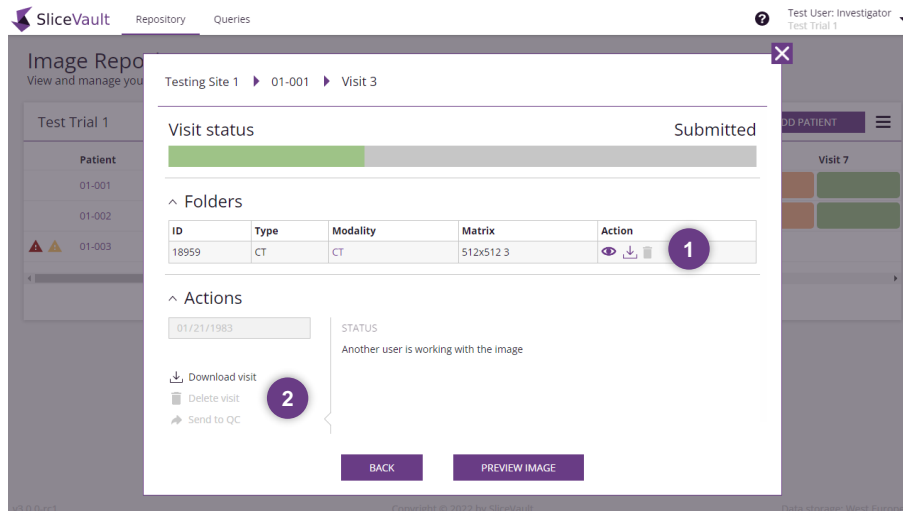 SliceVault Repository Queries ? Test User: Investigator
Test Trial 1
Image Repo
View and manage you
Testing Site 1 01-001 Visit 3
Test Trial 1
DD PATIENT
Visit status Submitted
Patient Visit 7
01-001
01-002
01-003
Folders
ID Type Modality Matrix Action
18959 CT CT 512x512 3
1
Actions
01/21/1983
STATUS
Another user is working with the image
Download visit
Delete visit
2
Send to QC
BACK PREVIEW IMAGE
v3.0.0-rc1 Copyright © 2022 by SliceVault Data storage: West Europe